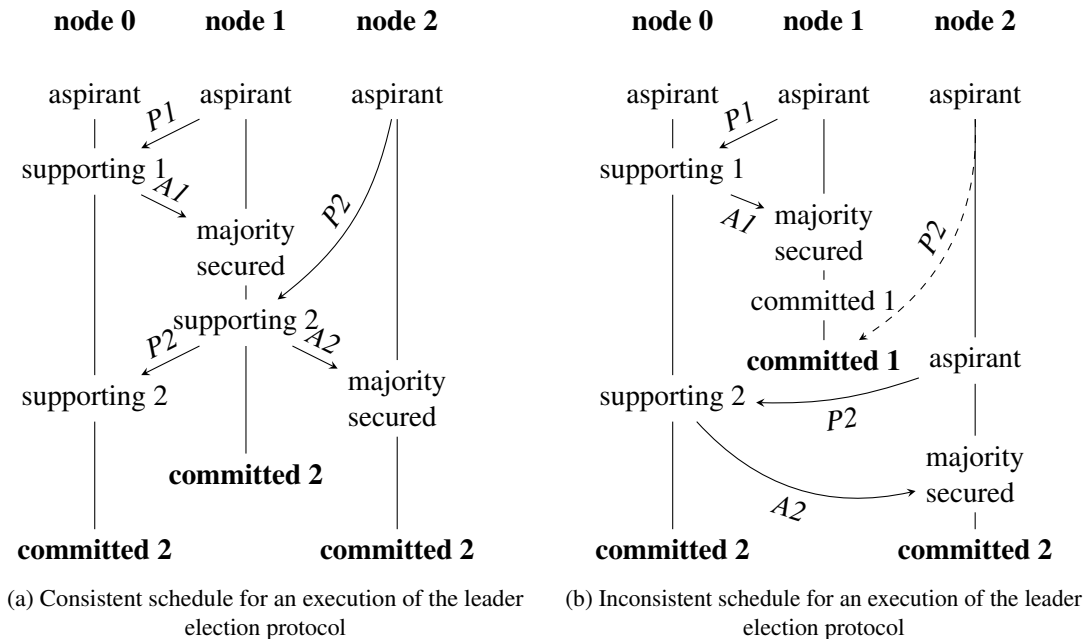 node 0 node 1 node 2
aspirant aspirant aspirant
P1
supporting 1
A1
majority
secured
P2
supporting 2
P2 A2
supporting 2
majority
secured
committed 2
committed 2 committed 2
(a) Consistent schedule for an execution of the leader
election protocol
node 0 node 1 node 2
aspirant aspirant aspirant
P1
supporting 1
A1
majority
secured
P2
committed 1
committed 1 aspirant
supporting 2
P2
majority
secured
A2
committed 2 committed 2
(b) Inconsistent schedule for an execution of the leader
election protocol